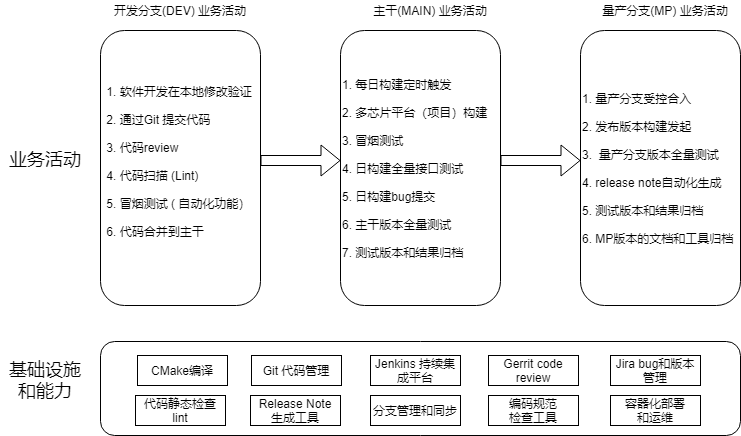 开发分支(DEV) 业务活动
主干(MAIN) 业务活动
量产分支(MP) 业务活动
业务活动
1. 软件开发在本地修改验证
2. 通过Git 提交代码
3. 代码review
4. 代码扫描 (Lint)
5. 冒烟测试 ( 自动化功能）
6. 代码合并到主干
1. 每日构建定时触发
2. 多芯片平台（项目）构建
3. 冒烟测试
4. 日构建全量接口测试
5. 日构建bug提交
6. 主干版本全量测试
7. 测试版本和结果归档
1. 量产分支受控合入
2. 发布版本构建发起
3. 量产分支版本全量测试
4. release note自动化生成
5. 测试版本和结果归档
6. MP版本的文档和工具归档
基础设施
和能力
CMake编译
Git 代码管理
Jenkins 持续集
成平台
Gerrit code
review
Jira bug和版本
管理
代码静态检查
lint
Release Note
生成工具
分支管理和同步
编码规范
检查工具
容器化部署
和运维